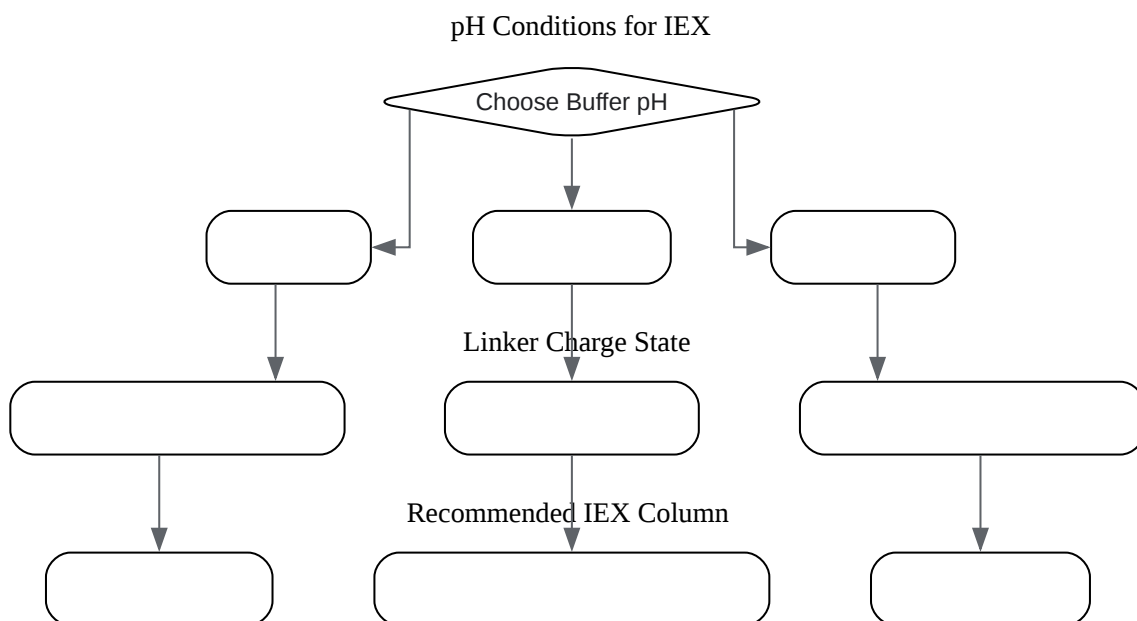 pH Conditions for IEX
Choose Buffer pH
Linker Charge State
Recommended IEX Column